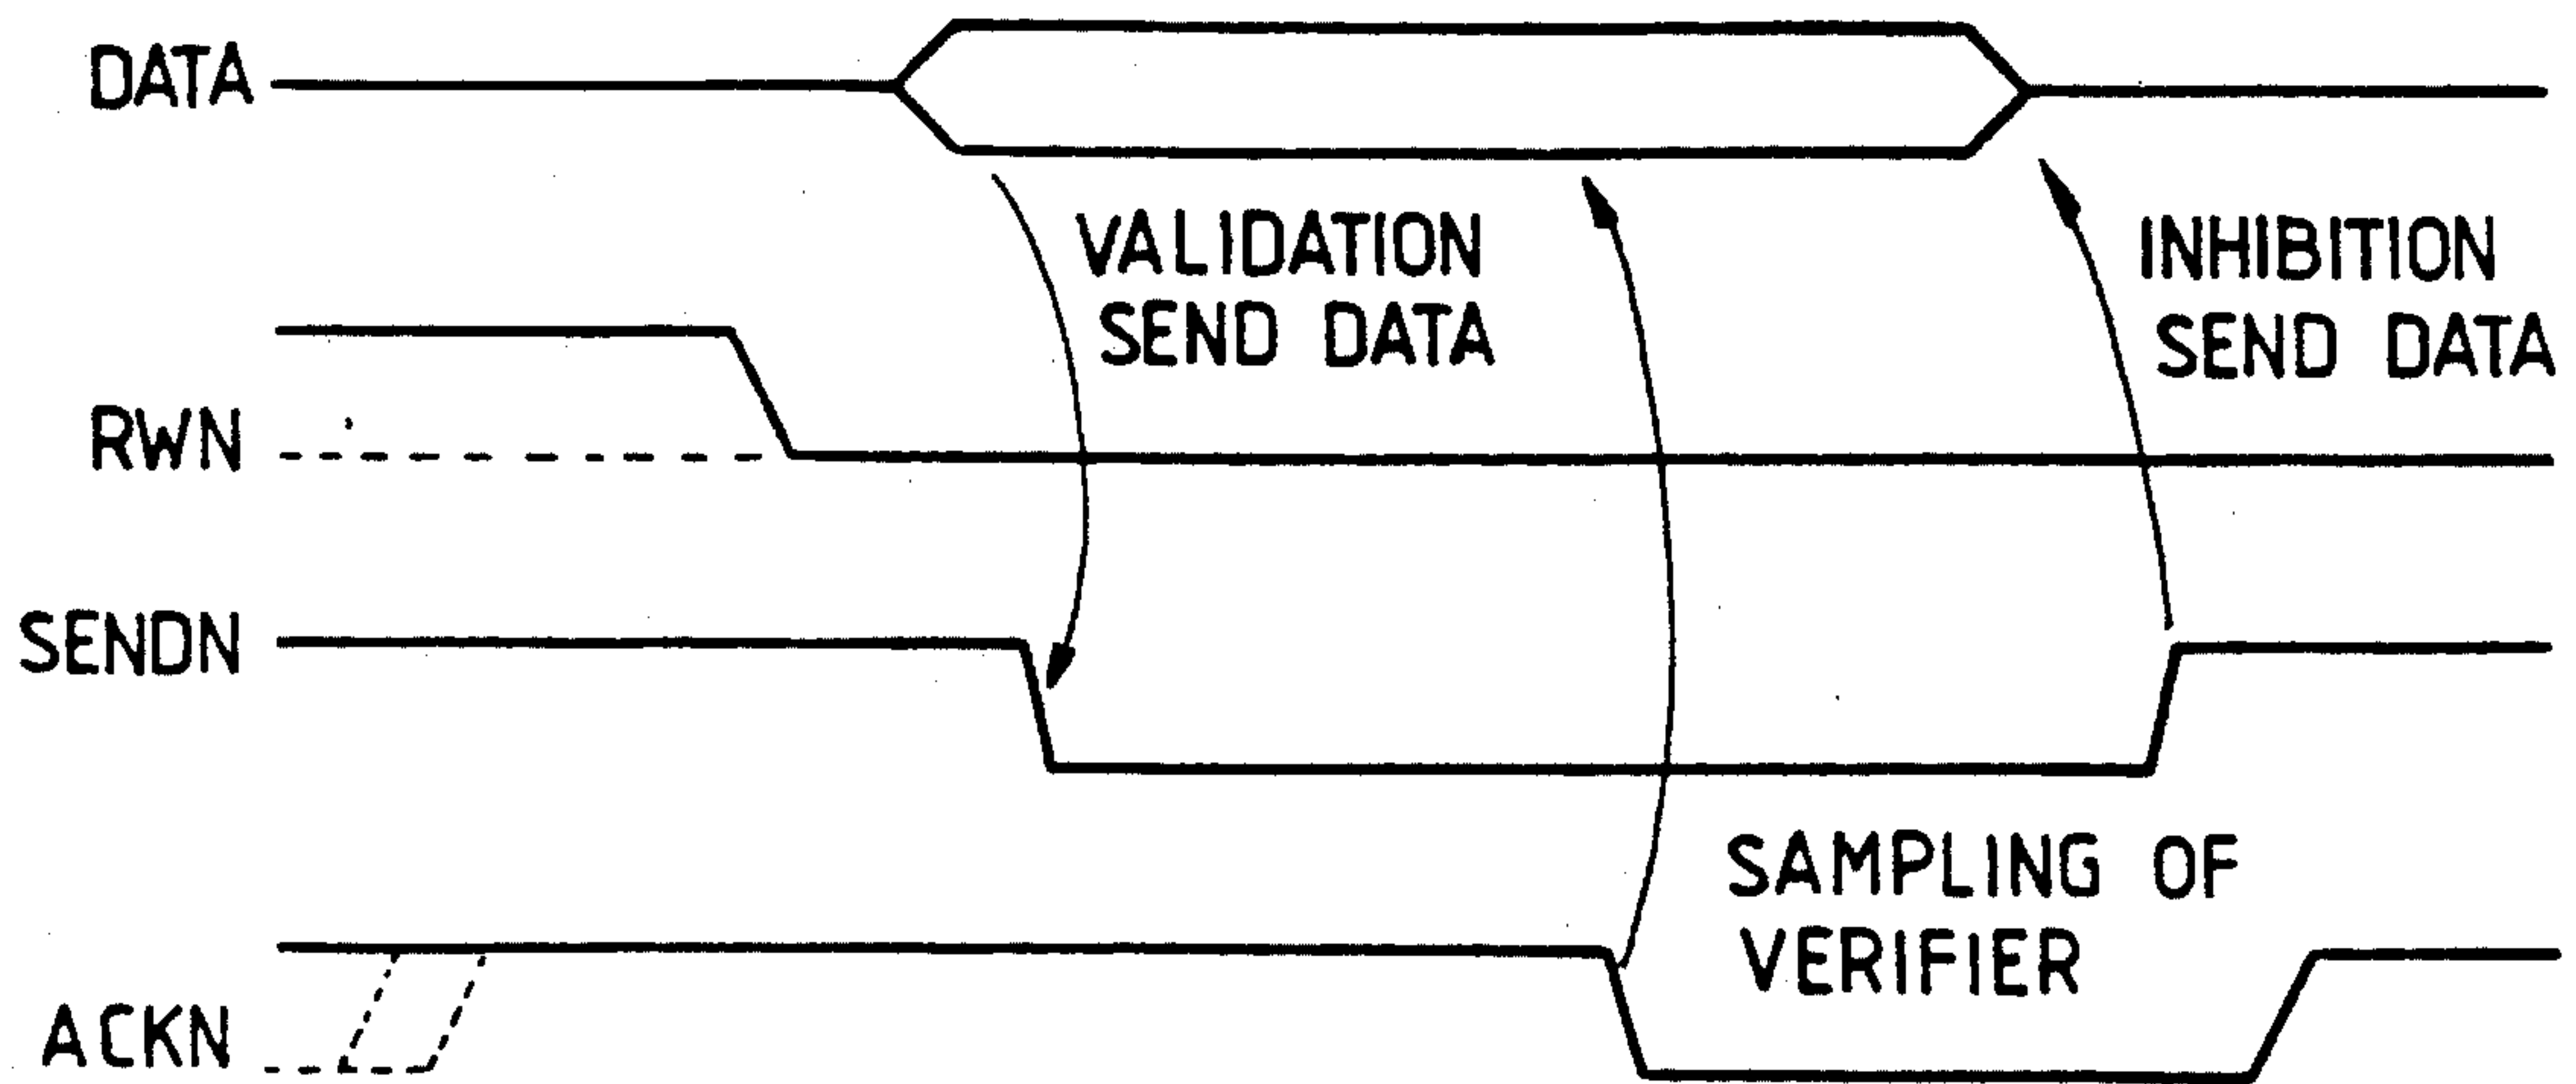 DATA
VALIDATION
SEND DATA
INHIBITION
SEND DATA
RWN
SENDN
SAMPLING OF
VERIFIER
ACKN